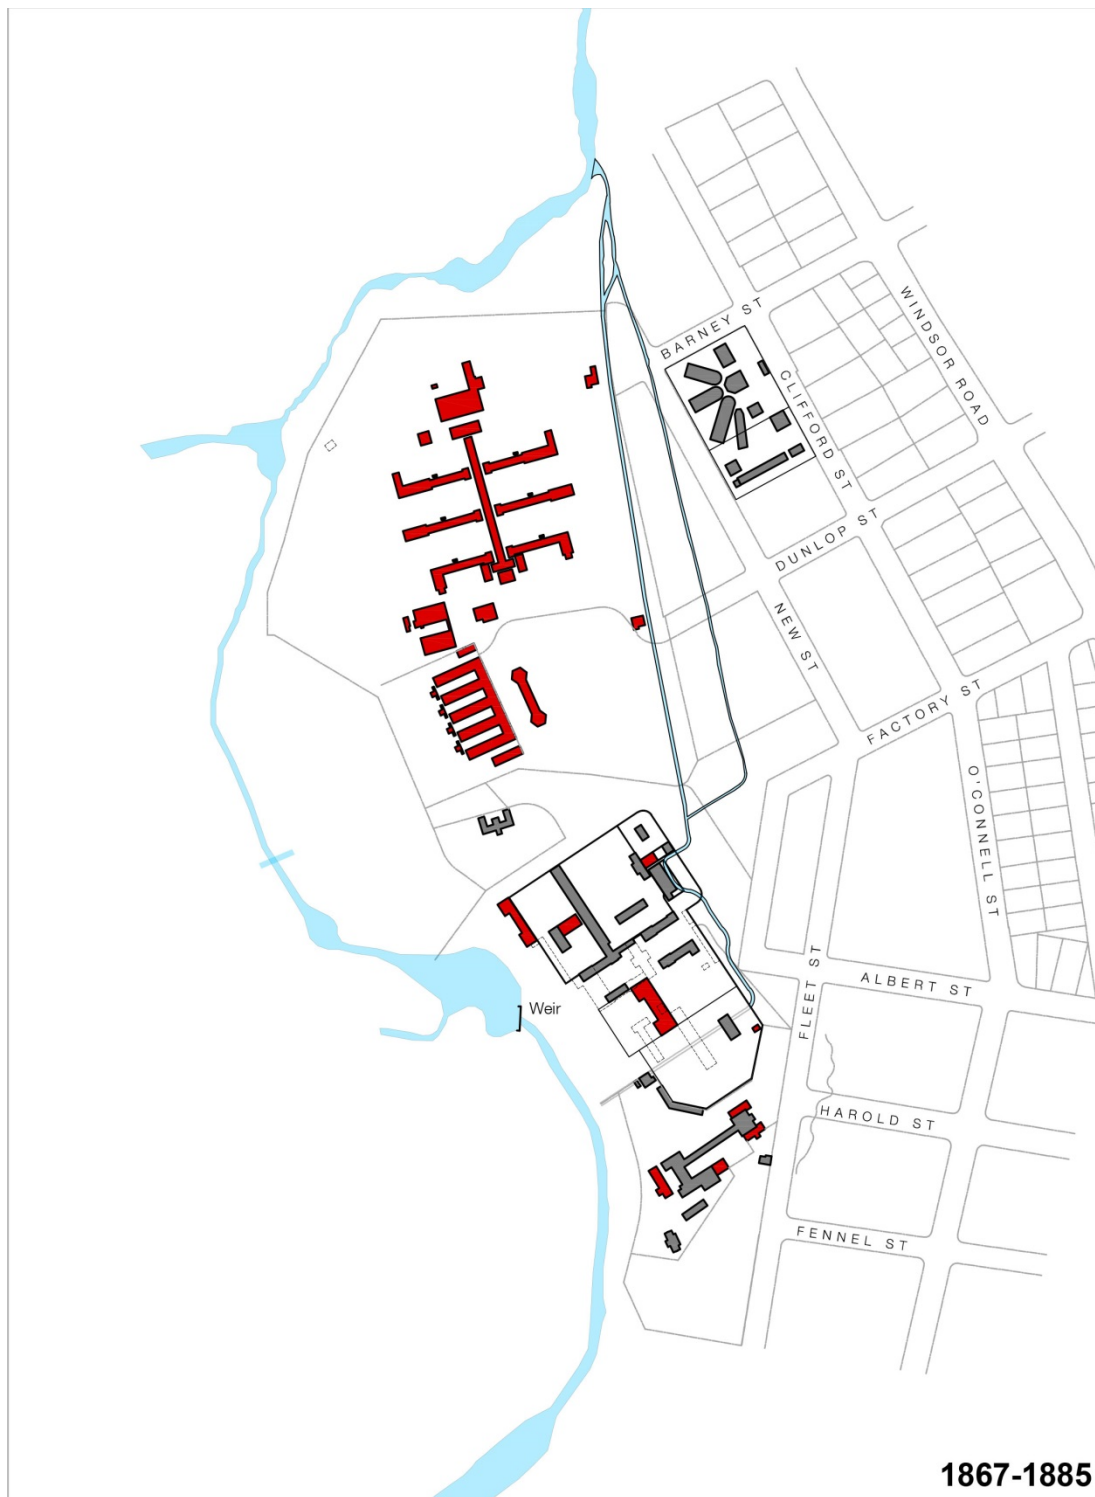 BARNEY ST
WINDSOR ROAD
CLIFFORD ST
DUNLOP ST
NEW ST
FACTORY ST
O'CONNELL ST
FLEET ST
ALBERT ST
Weir
HAROLD ST
FENNEL ST
1867-1885